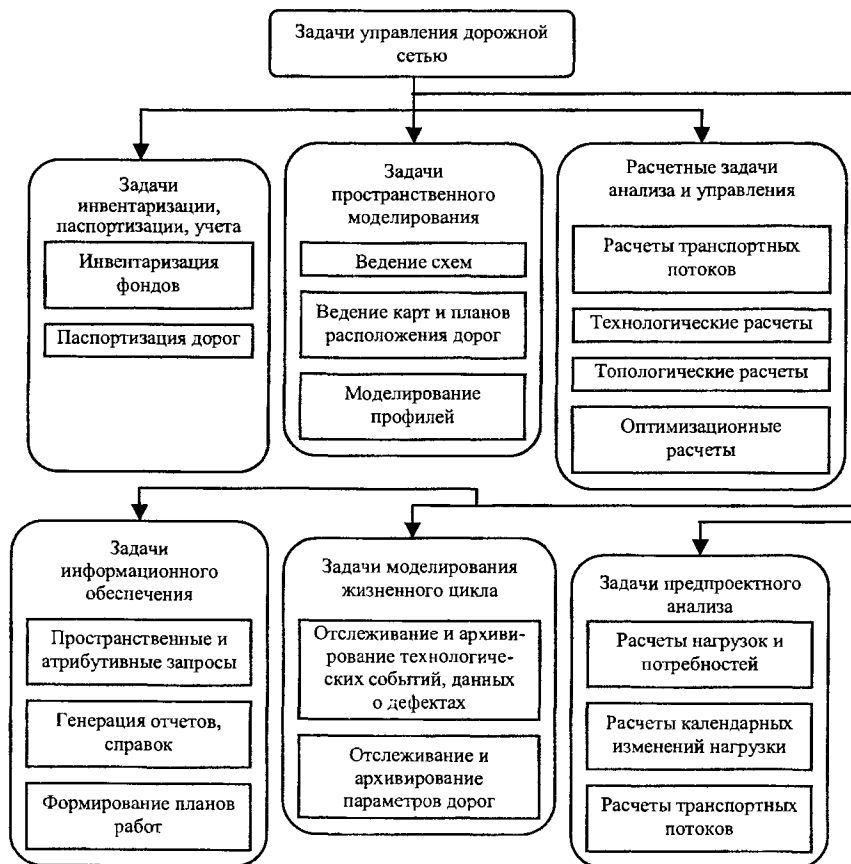 Задачи управления дорожной
сетью
Задачи
инвентаризации,
паспортизации, учета
Инвентаризация
фондов
Паспортизация дорог
Задачи
пространственного
моделирования
Ведение схем
Ведение карт и планов
расположения дорог
Моделирование
профилей
Расчетные задачи
анализа и управления
Расчеты транспортных
потоков
Технологические расчеты
Топологические расчеты
Оптимизационные
расчеты
Задачи
информационного
обеспечения
Пространственные и
атрибутивные запросы
Генерация отчетов,
справок
Формирование планов
работ
Задачи моделирования
жизненного цикла
Отслеживание и архиви-
рование технологичес-
ских событий, данных
о дефектах
Отслеживание и
архивирование
параметров дорог
Задачи предпроектного
анализа
Расчеты нагрузок и
потребностей
Расчеты календарных
изменений нагрузки
Расчеты транспортных
потоков